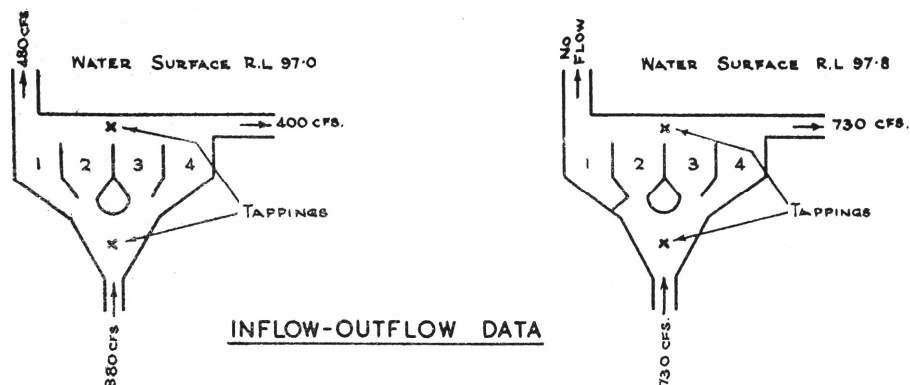 480 CFS.
WATER SURFACE R.L 97·0
400 CFS.
1 2 3 4
TAPPINGS
880 CFS.
NO FLOW
WATER SURFACE R.L 97·8
730 CFS.
1 2 3 4
TAPPINGS
730 CFS.
INFLOW-OUTFLOW DATA